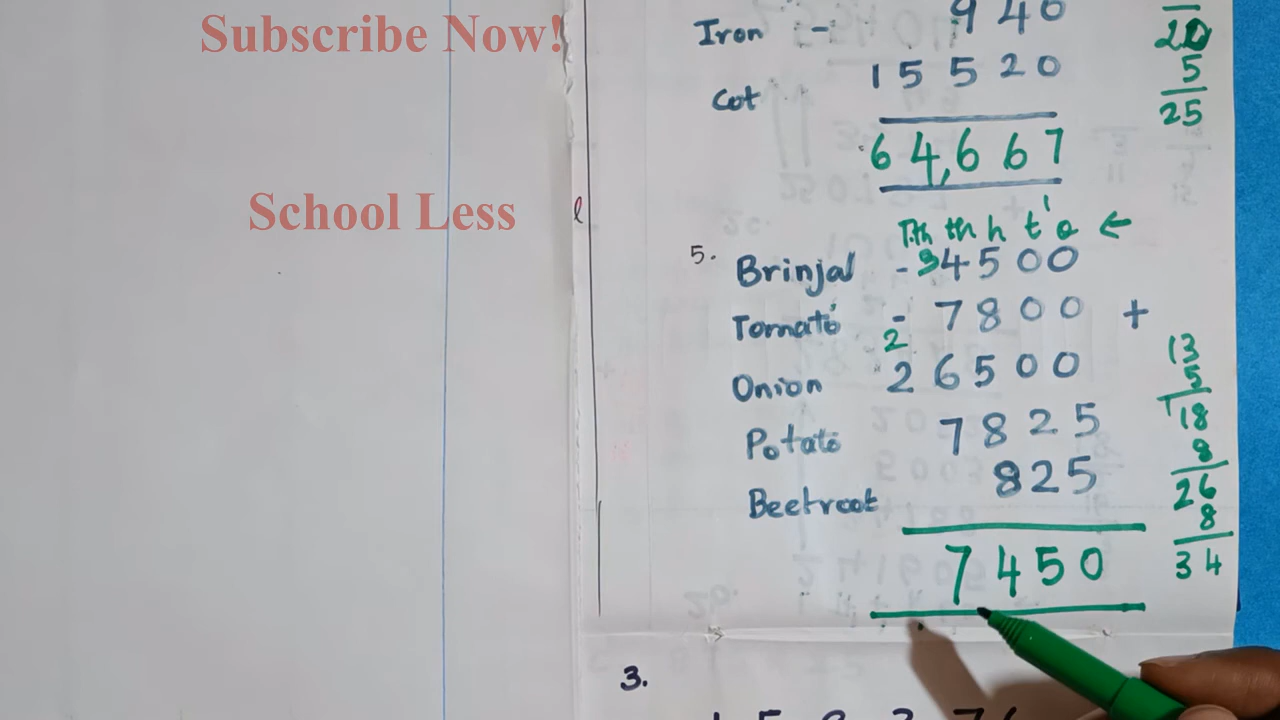 Subscribe Now!
School Less
Iron - 940
Cot 15520
64,667
T.th th h t o ←
5. Brinjal - 4500
Tomato - 7800 +
Onion 26500
Potato 7825
Beetroot 825
7450
3.
20
5
25
13
5
18
8
26
8
34